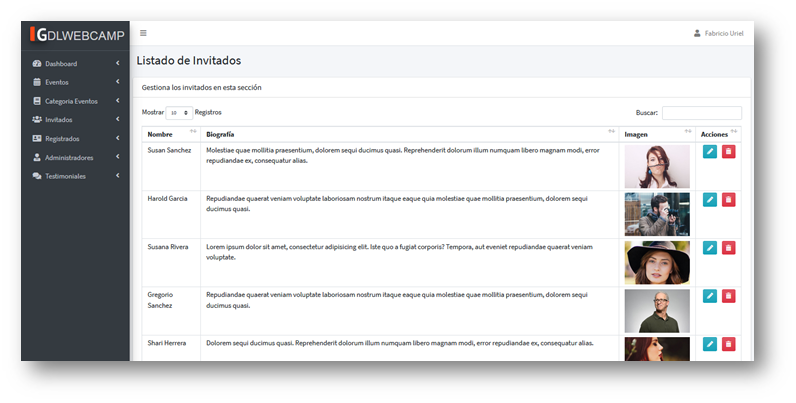 GDLWEBCAMP
Fabricio Uriel
Dashboard
Eventos
Categoria Eventos
Invitados
Registrados
Administradores
Testimoniales
Listado de Invitados
Gestiona los invitados en esta sección
Mostrar 10 Registros
Buscar:
Nombre Biografía Imagen Acciones
Susan Sanchez Molestiae quae mollitia praesentium, dolorem sequi ducimus quasi. Reprehenderit dolorum illum numquam libero magnam modi, error
repudiandae ex, consequatur alias.
Harold Garcia Repudiandae quaerat veniam voluptate laboriosam nostrum itaque eaque quia molestiae quae mollitia praesentium, dolorem sequi
ducimus quasi.
Susana Rivera Lorem ipsum dolor sit amet, consectetur adipisicing elit. Iste quo a fugiat corporis? Tempora, aut eveniet repudiandae quaerat veniam
voluptate.
Gregorio Repudiandae quaerat veniam voluptate laboriosam nostrum itaque eaque quia molestiae quae mollitia praesentium, dolorem sequi
Sanchez ducimus quasi.
Shari Herrera Dolorem sequi ducimus quasi. Reprehenderit dolorum illum numquam libero magnam modi, error repudiandae ex, consequatur alias.